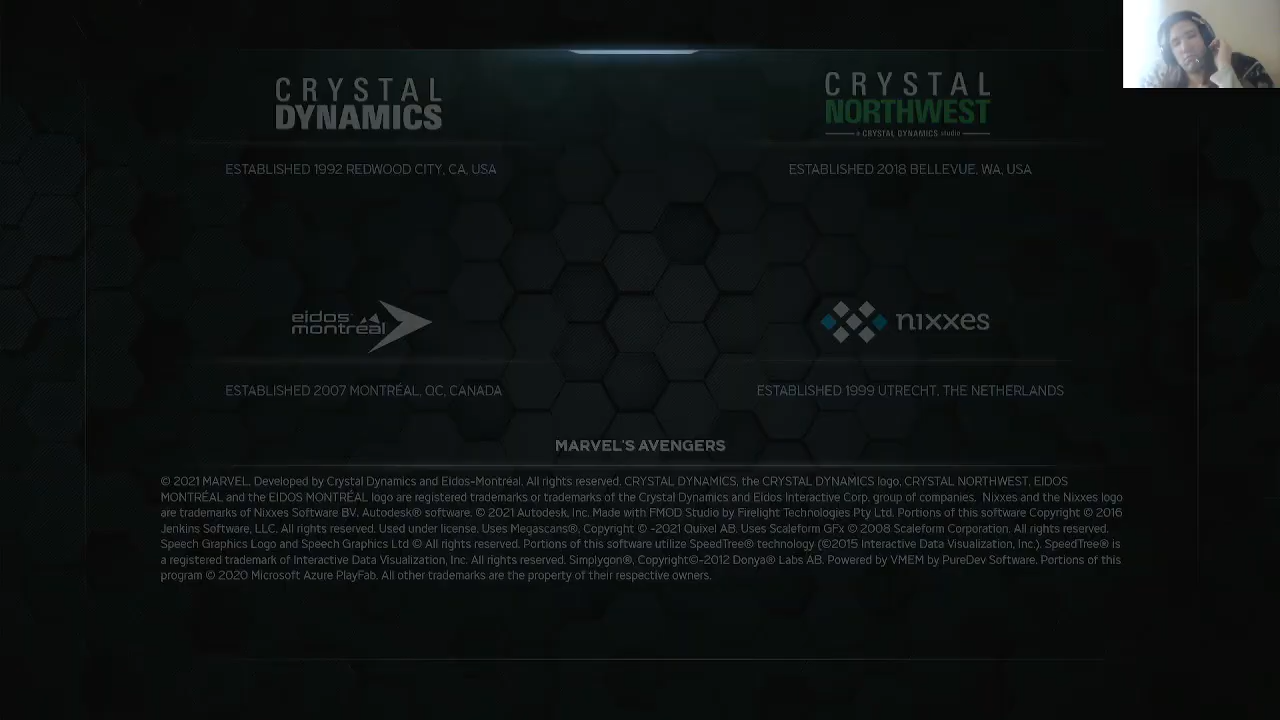 CRYSTAL
DYNAMICS
CRYSTAL
NORTHWEST
a CRYSTAL DYNAMICS studio
ESTABLISHED 1992 REDWOOD CITY, CA, USA
ESTABLISHED 2018 BELLEVUE, WA, USA
eidos
montréal
nixxes
ESTABLISHED 2007 MONTRÉAL, QC, CANADA
ESTABLISHED 1999 UTRECHT, THE NETHERLANDS
MARVEL'S AVENGERS
© 2021 MARVEL. Developed by Crystal Dynamics and Eidos-Montréal. All rights reserved. CRYSTAL DYNAMICS, the CRYSTAL DYNAMICS logo, CRYSTAL NORTHWEST, EIDOS
MONTRÉAL and the EIDOS MONTRÉAL logo are registered trademarks or trademarks of the Crystal Dynamics and Eidos Interactive Corp. group of companies. Nixxes and the Nixxes logo
are trademarks of Nixxes Software BV. Autodesk® software. © 2021 Autodesk, Inc. Made with FMOD Studio by Firelight Technologies Pty Ltd. Portions of this software Copyright © 2016
Jenkins Software, LLC. All rights reserved. Used under license. Uses Megascans®, Copyright © -2021 Quixel AB. Uses Scaleform GFx © 2008 Scaleform Corporation. All rights reserved.
Speech Graphics Logo and Speech Graphics Ltd © All rights reserved. Portions of this software utilize SpeedTree® technology (©2015 Interactive Data Visualization, Inc.). SpeedTree® is
a registered trademark of Interactive Data Visualization, Inc. All rights reserved. Simplygon®, Copyright©-2012 Donya® Labs AB. Powered by VMEM by PureDev Software. Portions of this
program © 2020 Microsoft Azure PlayFab. All other trademarks are the property of their respective owners.